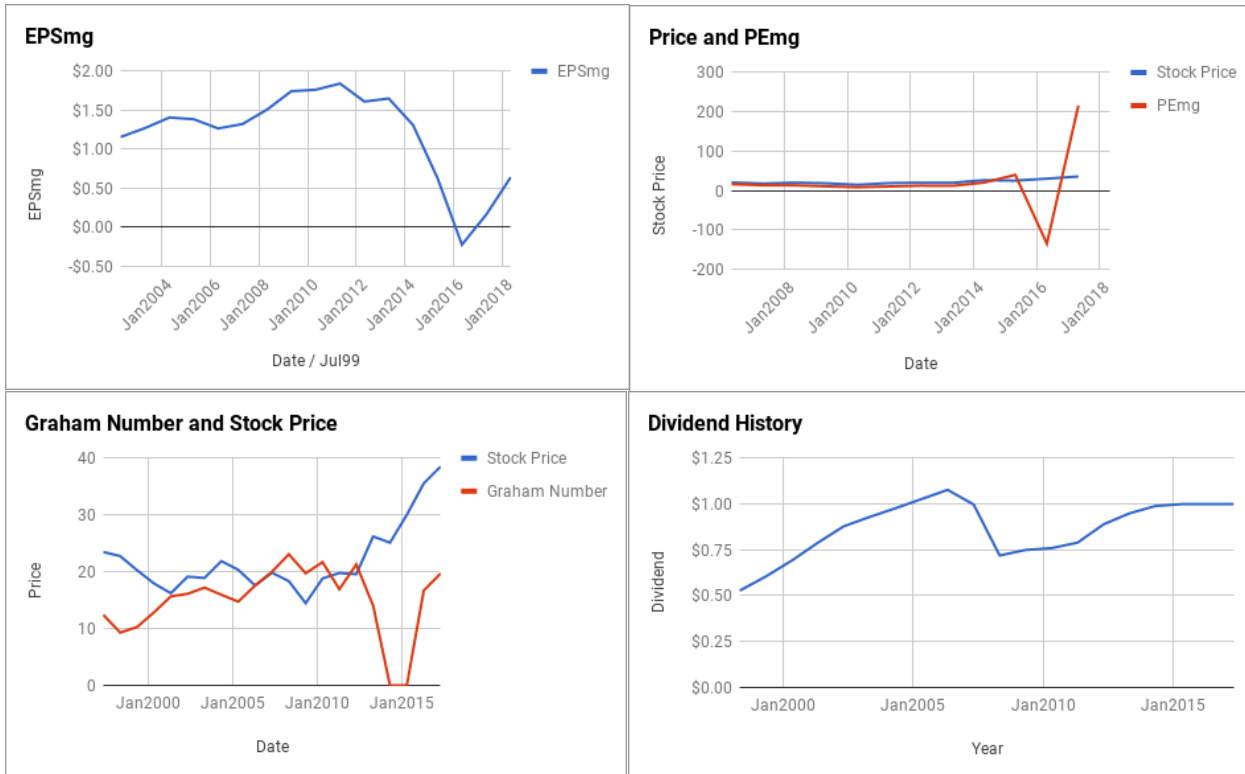 EPSmg
EPSmg
$2.00
$1.50
$1.00
$0.50
$0.00
-$0.50
EPSmg
Jan2004
Jan2006
Jan2008
Jan2010
Jan2012
Jan2014
Jan2016
Jan2018
Date / Jul99
Price and PEmg
Stock Price
PEmg
300
200
100
0
-100
-200
Stock Price
Jan2008
Jan2010
Jan2012
Jan2014
Jan2016
Jan2018
Date
Graham Number and Stock Price
Stock Price
Graham Number
40
30
20
10
0
Price
Jan2000
Jan2005
Jan2010
Jan2015
Date
Dividend History
$1.25
$1.00
$0.75
$0.50
$0.25
$0.00
Dividend
Jan2000
Jan2005
Jan2010
Jan2015
Year